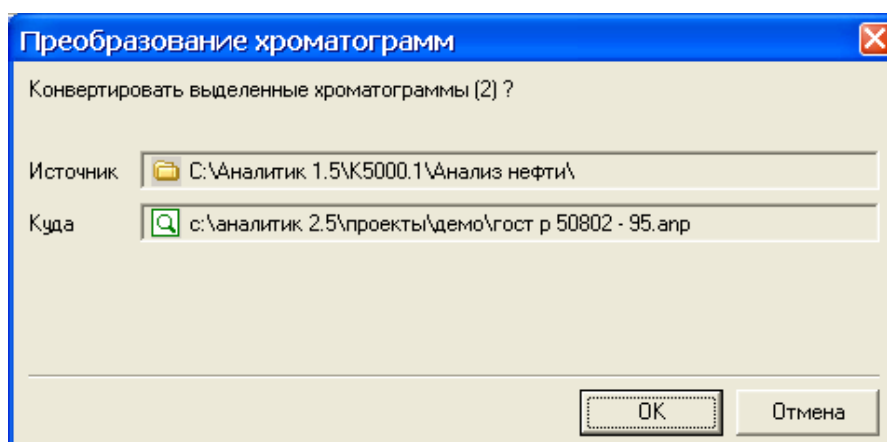 Преобразование хроматограмм
Конвертировать выделенные хроматограммы (2) ?
Источник C:\Аналитик 1.5\K5000.1\Анализ нефти\
Куда c:\аналитик 2.5\проекты\демо\гост р 50802 - 95.anp
OK Отмена